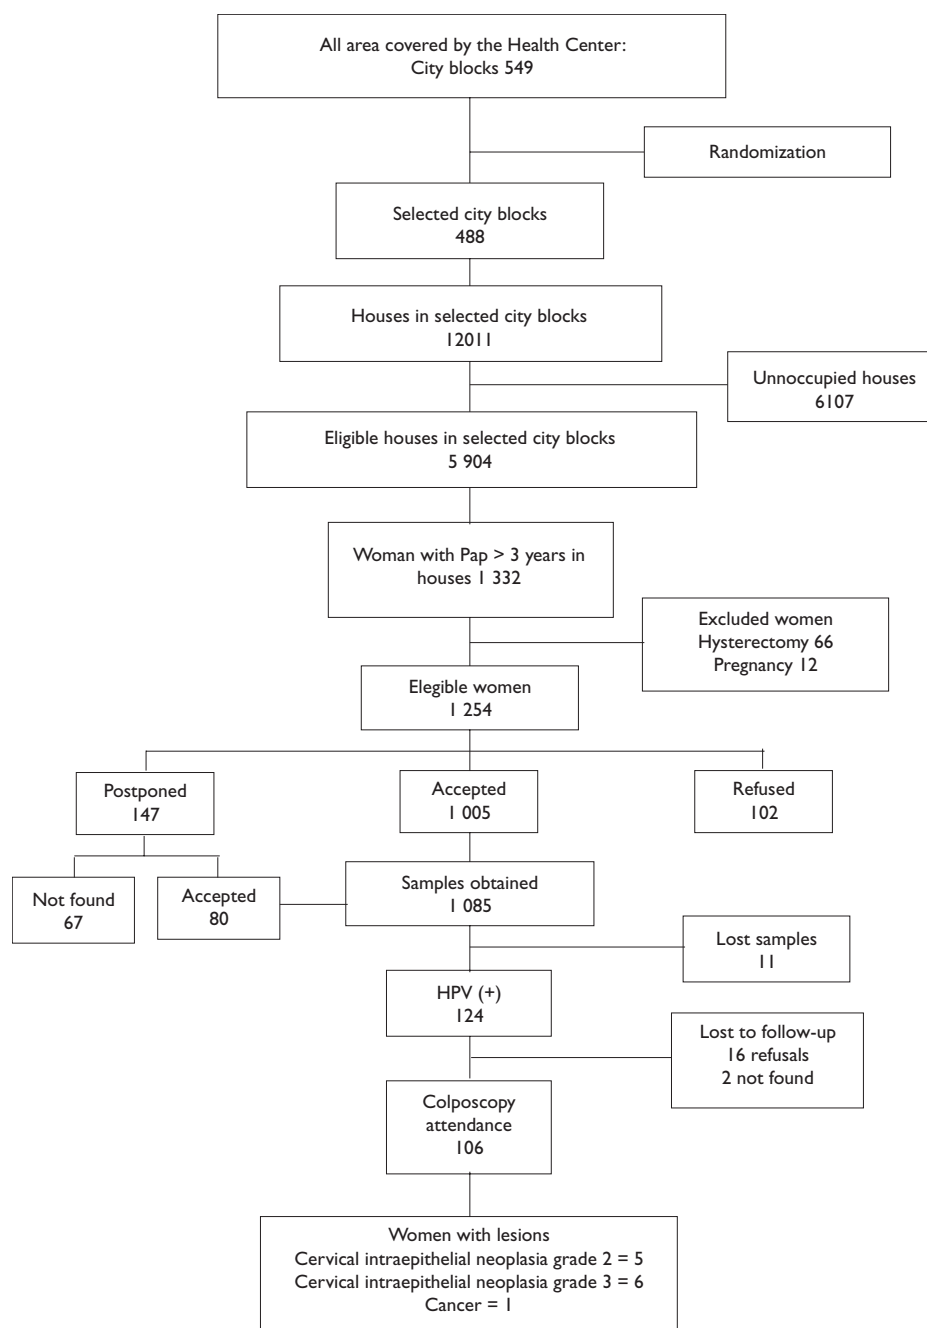 All area covered by the Health Center:
City blocks 549
Randomization
Selected city blocks
488
Houses in selected city blocks
12011
Unnoccupied houses
6107
Eligible houses in selected city blocks
5 904
Woman with Pap > 3 years in
houses 1 332
Excluded women
Hysterectomy 66
Pregnancy 12
Elegible women
1 254
Postponed
147
Accepted
1 005
Refused
102
Not found
67
Accepted
80
Samples obtained
1 085
Lost samples
11
HPV (+)
124
Lost to follow-up
16 refusals
2 not found
Colposcopy
attendance
106
Women with lesions
Cervical intraepithelial neoplasia grade 2 = 5
Cervical intraepithelial neoplasia grade 3 = 6
Cancer = 1